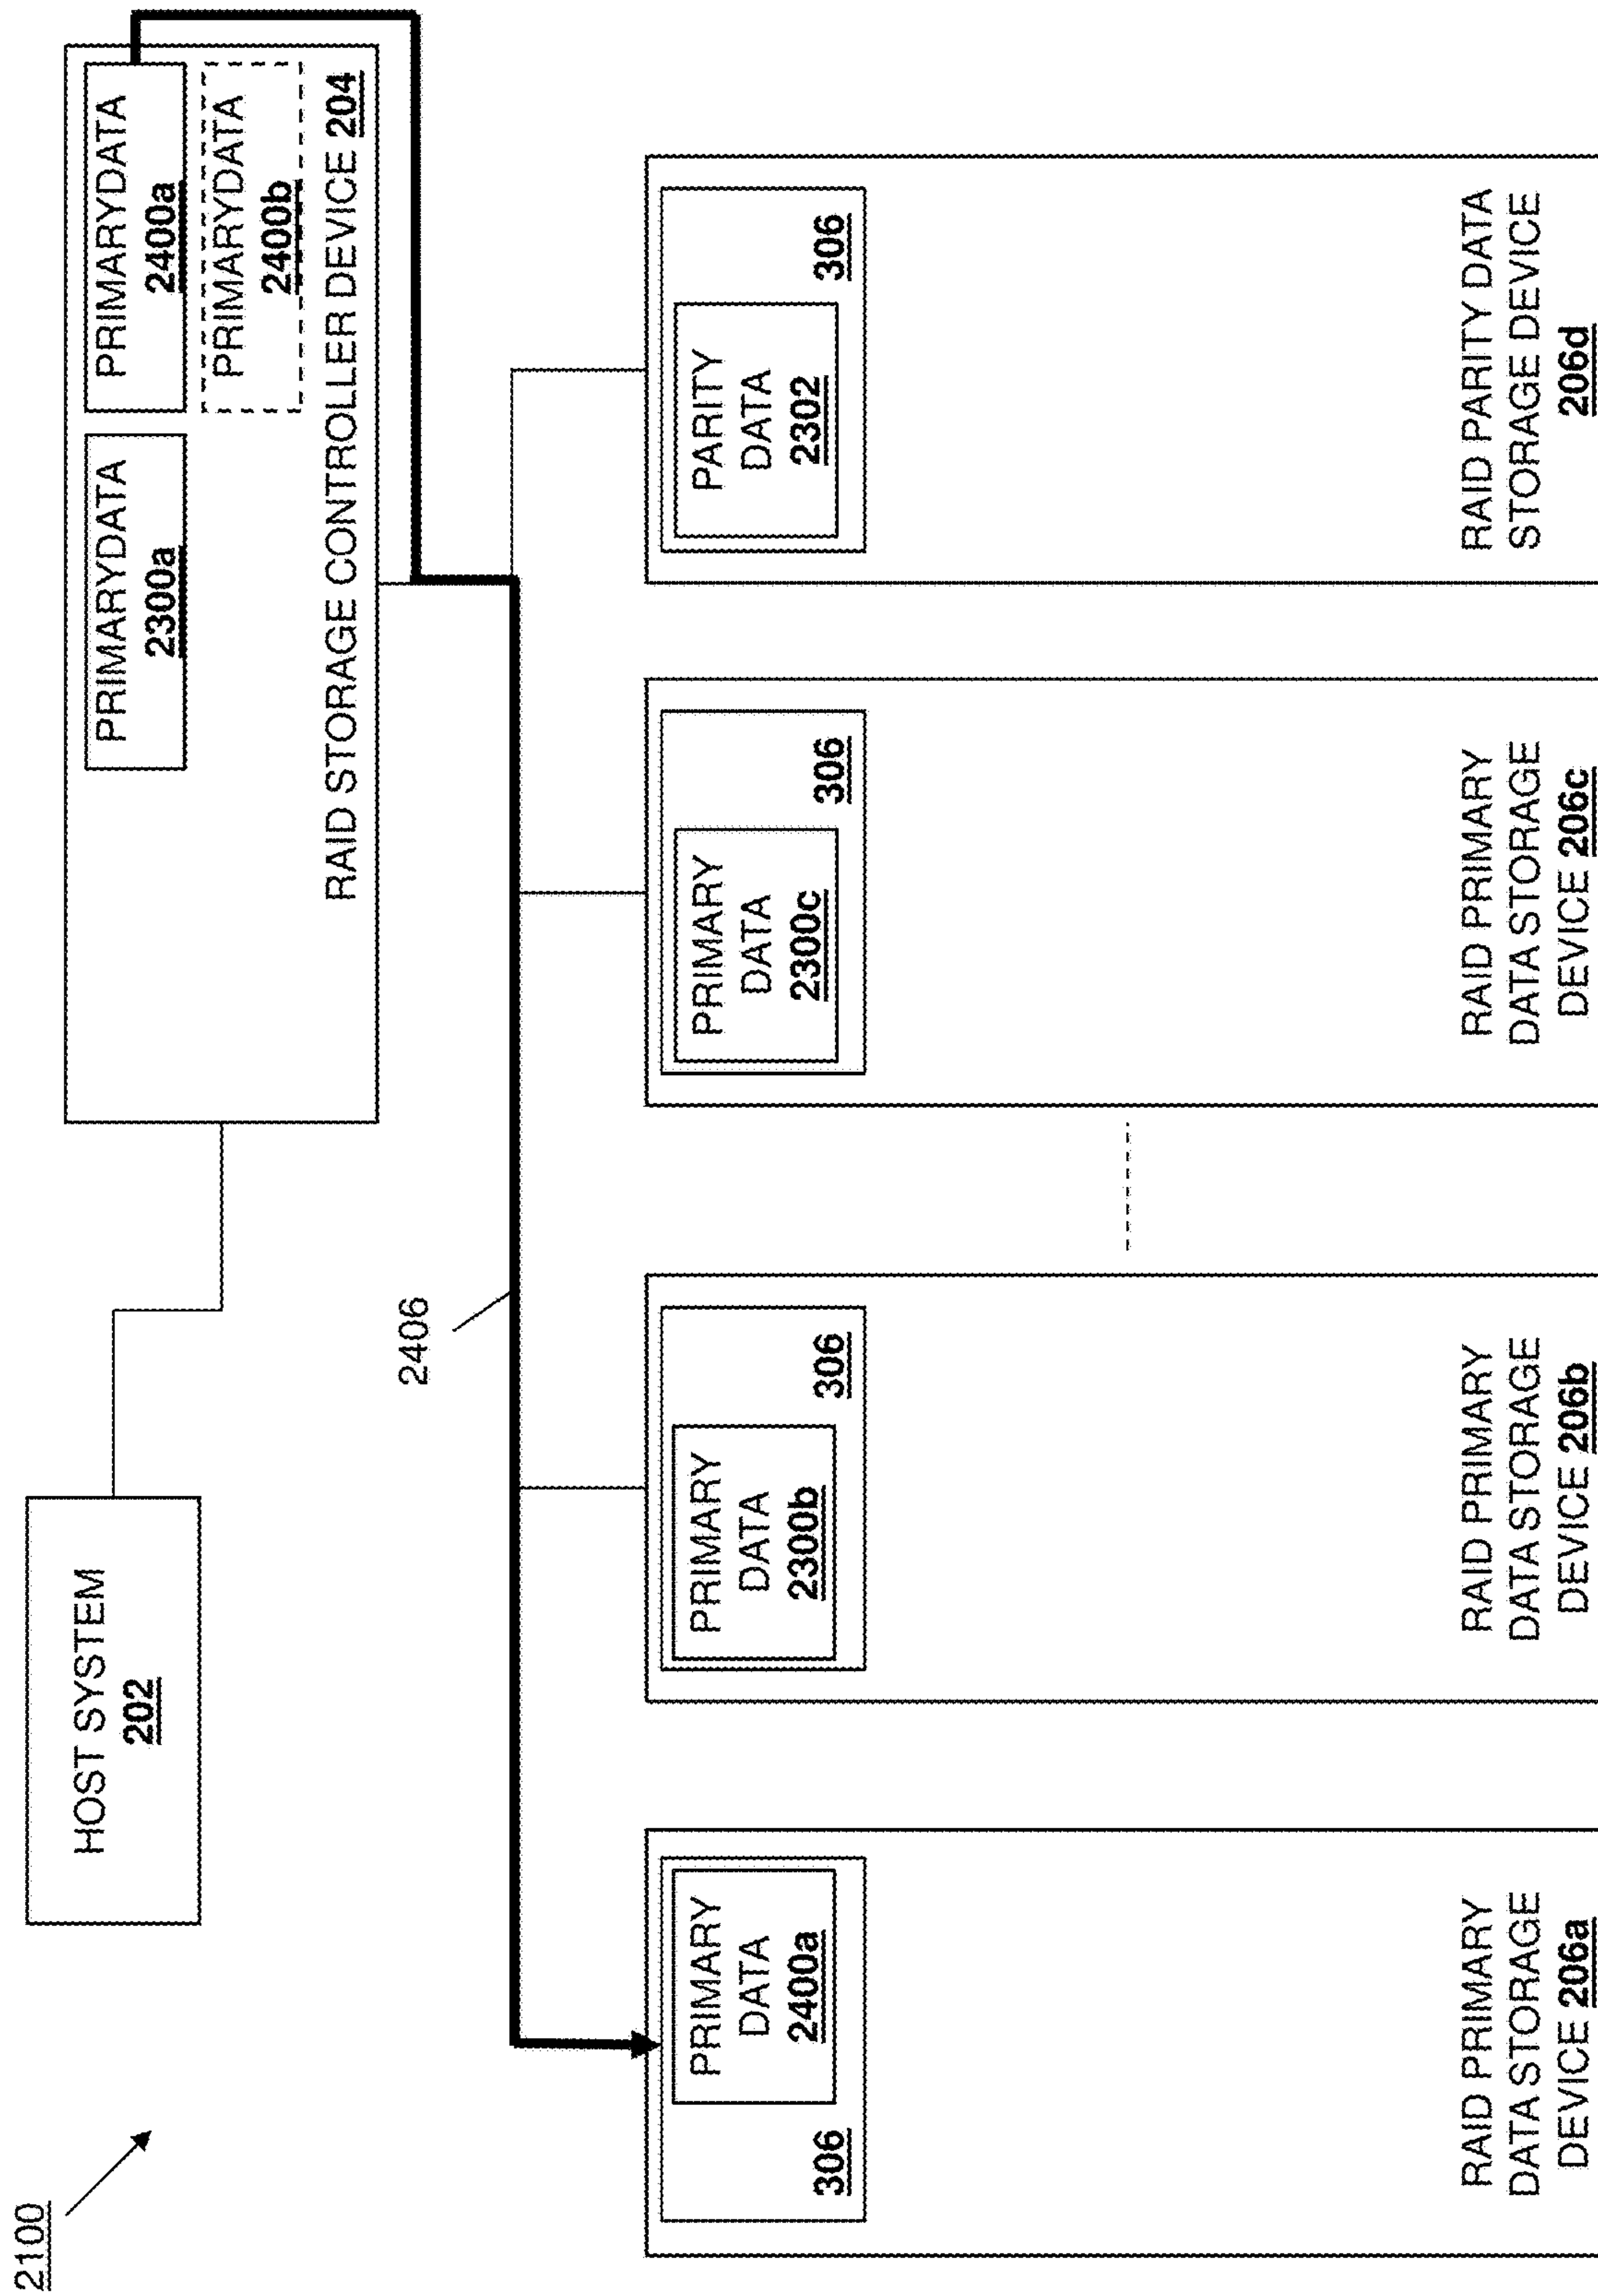 2100
HOST SYSTEM
202
PRIMARYDATA
2300a
PRIMARYDATA
2400a
PRIMARYDATA
2400b
RAID STORAGE CONTROLLER DEVICE 204
2406
PRIMARY
DATA
2400a
306
RAID PRIMARY
DATA STORAGE
DEVICE 206a
PRIMARY
DATA
2300b
306
RAID PRIMARY
DATA STORAGE
DEVICE 206b
PRIMARY
DATA
2300c
306
RAID PRIMARY
DATA STORAGE
DEVICE 206c
PARITY
DATA
2302
306
RAID PARITY DATA
STORAGE DEVICE
206d